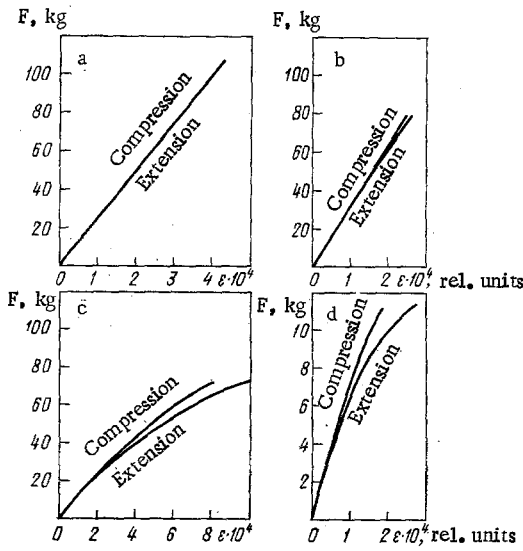 F, kg
a
100
80
60
40
20
Compression
Extension
0 1 2 3 4 ε·10⁴
b
100
80
60
40
20
Compression
Extension
0 1 2 ε·10⁴, rel. units
F, kg
c
100
80
60
40
20
Compression
Extension
0 2 4 6 8 ε·10⁴
F, kg
d
10
8
6
4
2
Compression
Extension
0 1 2 ε·10⁴, rel. units